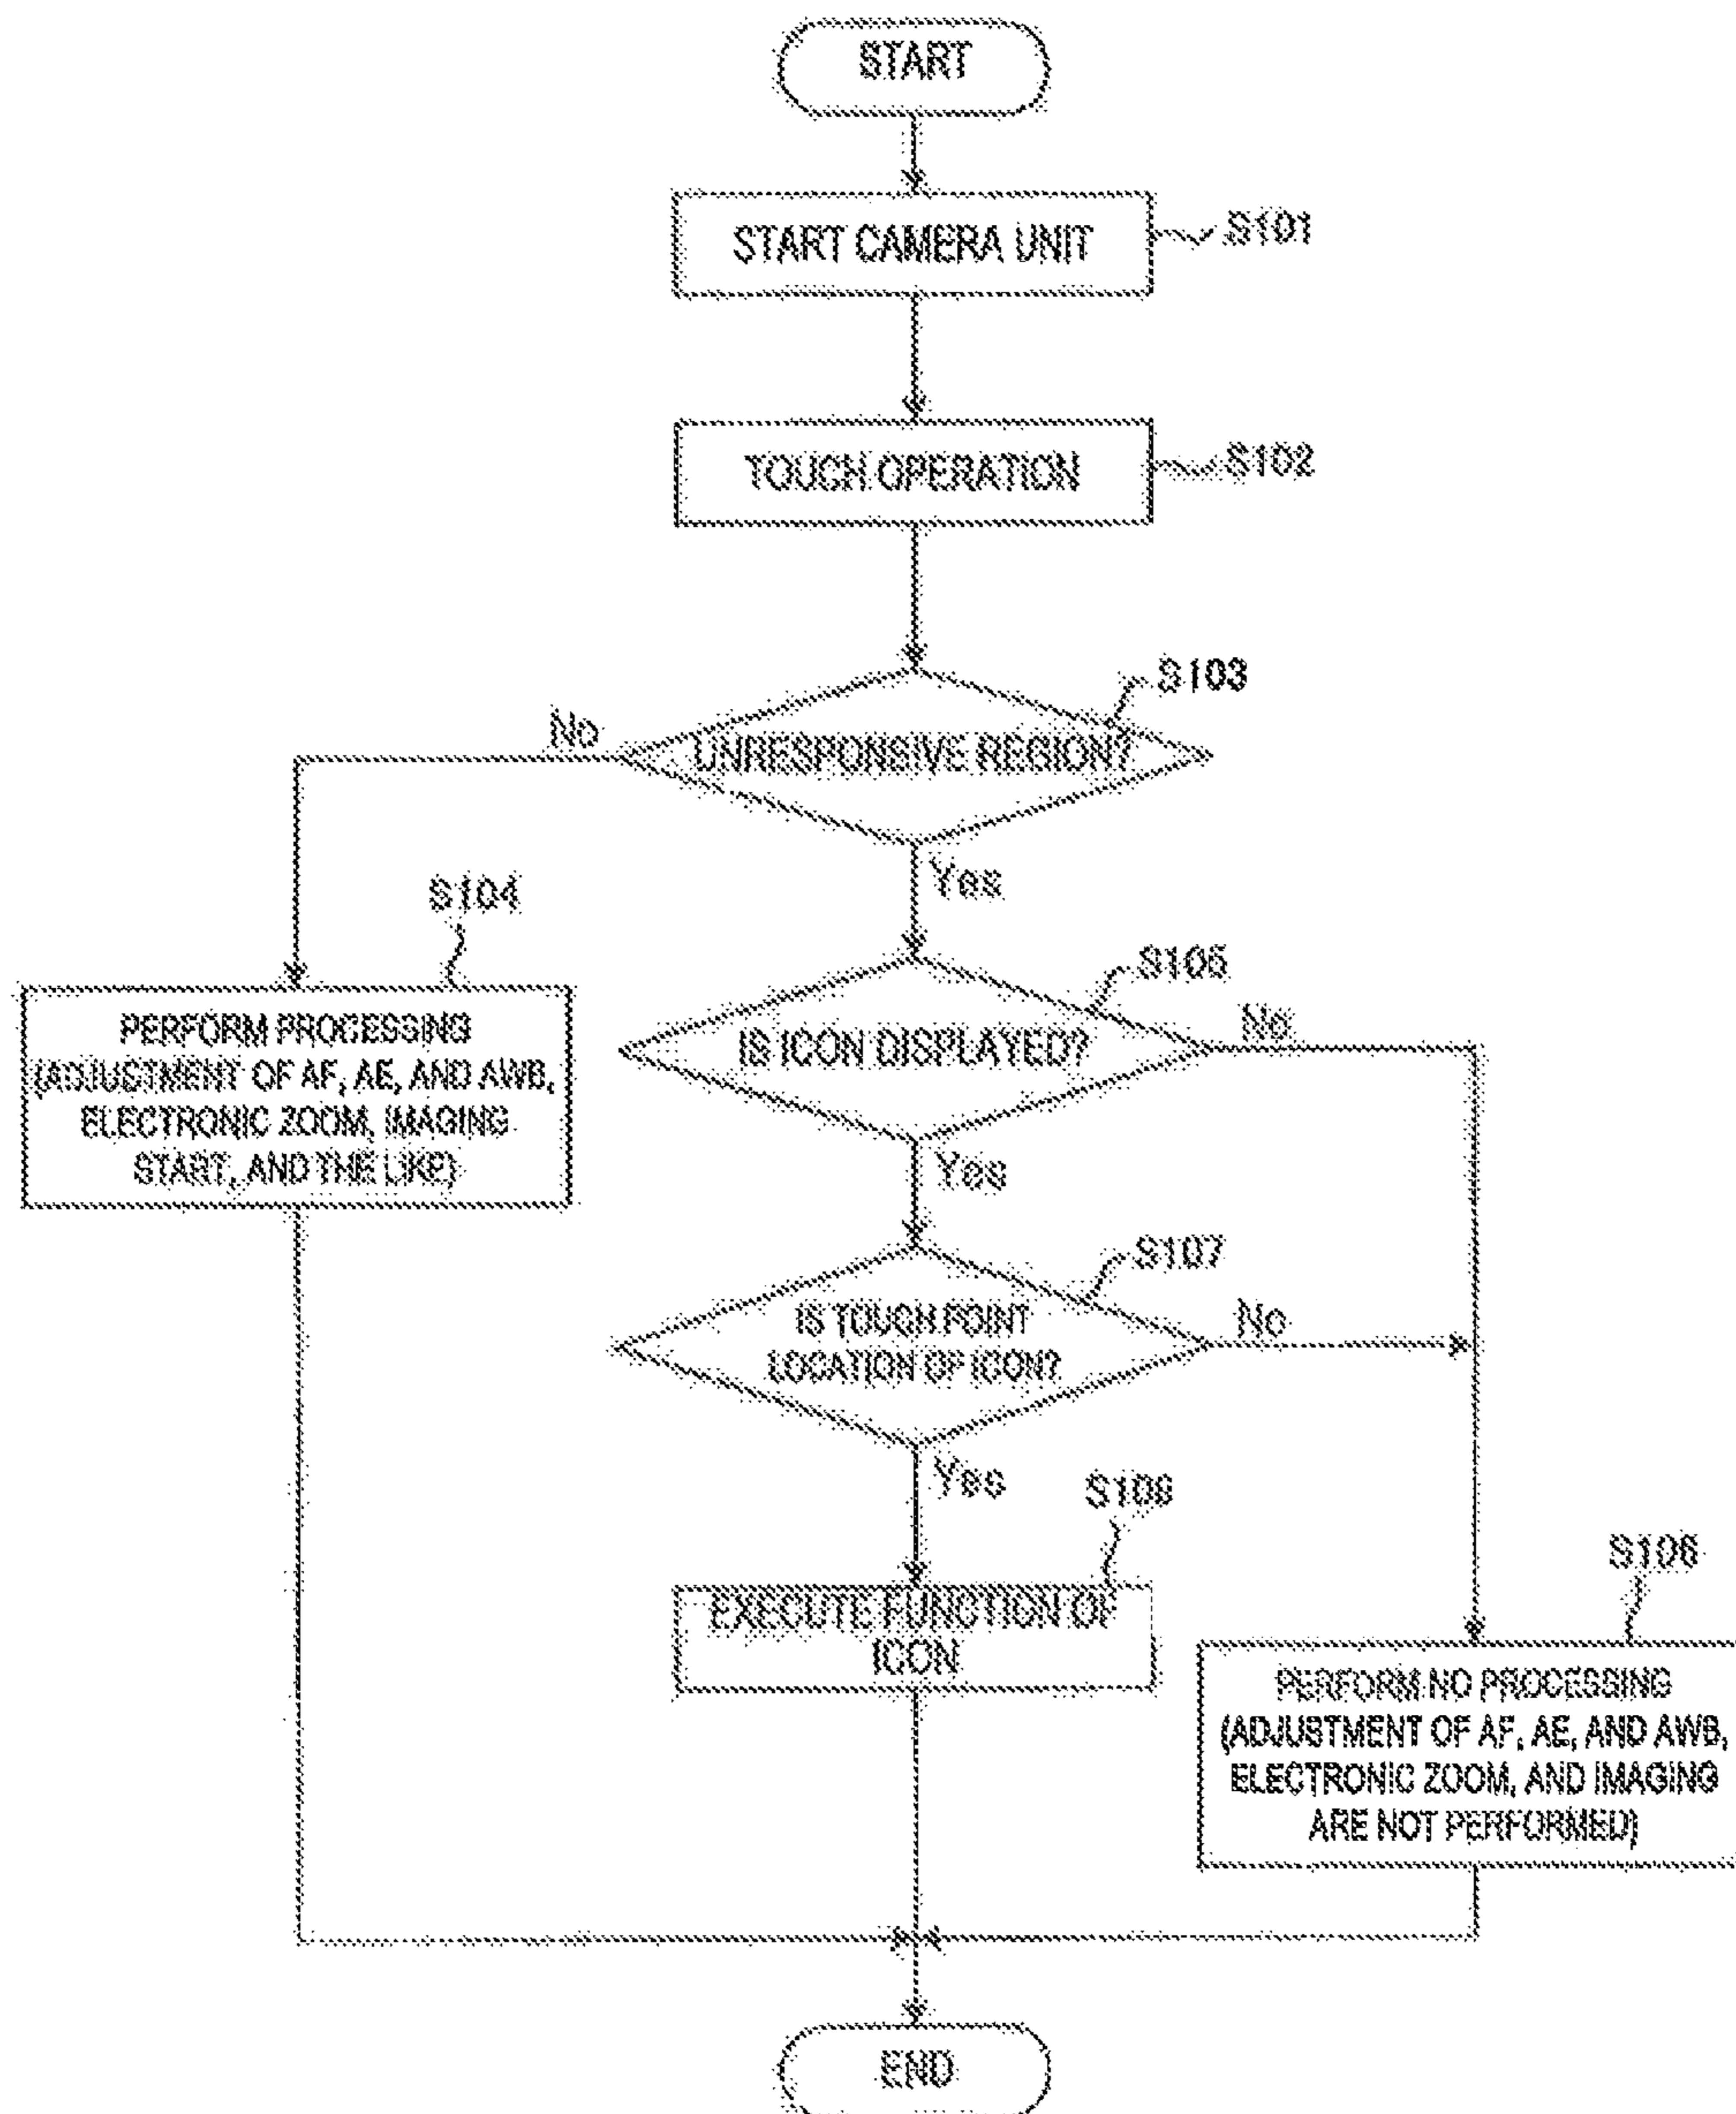 START
START CAMERA UNIT
S101
TOUCH OPERATION
S102
S103
UNRESPONSIVE REGION?
No
Yes
S104
PERFORM PROCESSING
(ADJUSTMENT OF AF, AE, AND AWB,
ELECTRONIC ZOOM, IMAGING
START, AND THE LIKE)
S105
IS ICON DISPLAYED?
No
Yes
S107
IS TOUCH POINT
LOCATION OF ICON?
No
Yes
EXECUTE FUNCTION OF
ICON
S106
PERFORM NO PROCESSING
(ADJUSTMENT OF AF, AE, AND AWB,
ELECTRONIC ZOOM, AND IMAGING
ARE NOT PERFORMED)
END